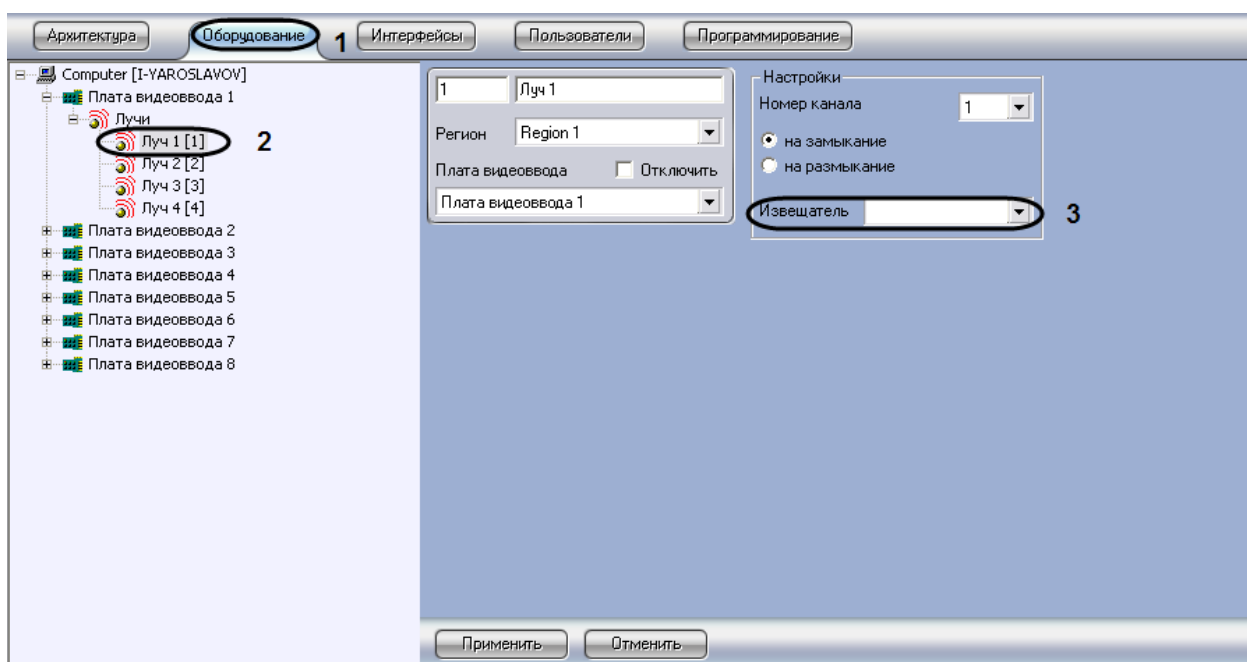 Архитектура Оборудование 1 Интерфейсы Пользователи Программирование
Computer [I-YAROSLAVOV]
Плата видеоввода 1
Лучи
Луч 1 [1] 2
Луч 2 [2]
Луч 3 [3]
Луч 4 [4]
Плата видеоввода 2
Плата видеоввода 3
Плата видеоввода 4
Плата видеоввода 5
Плата видеоввода 6
Плата видеоввода 7
Плата видеоввода 8
1 Луч 1
Регион Region 1
Плата видеоввода Отключить
Плата видеоввода 1
Настройки
Номер канала 1
на замыкание
на размыкание
Извещатель 3
Применить Отменить